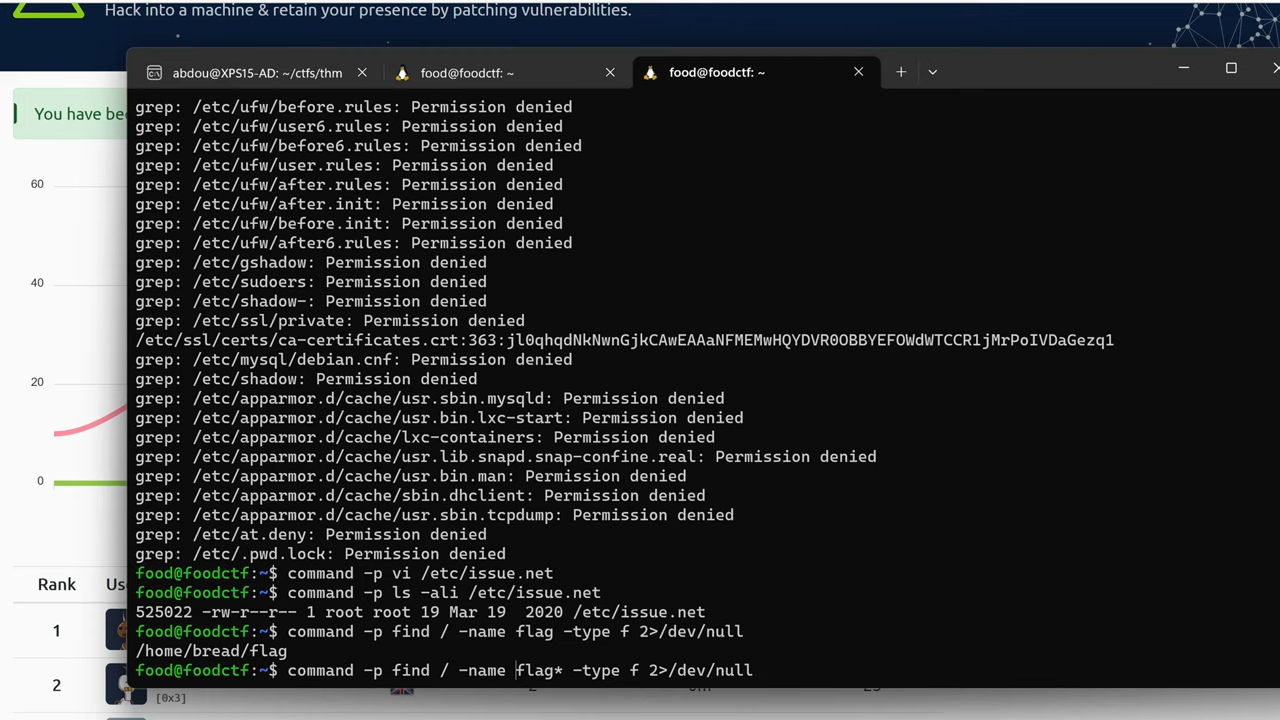 Hack into a machine & retain your presence by patching vulnerabilities.
abdou@XPS15-AD: ~/ctfs/thm
food@foodctf: ~
food@foodctf: ~
You have bee
60
40
20
0
Rank
Us
1
2
[0x3]
grep: /etc/ufw/before.rules: Permission denied
grep: /etc/ufw/user6.rules: Permission denied
grep: /etc/ufw/before6.rules: Permission denied
grep: /etc/ufw/user.rules: Permission denied
grep: /etc/ufw/after.rules: Permission denied
grep: /etc/ufw/after.init: Permission denied
grep: /etc/ufw/before.init: Permission denied
grep: /etc/ufw/after6.rules: Permission denied
grep: /etc/gshadow: Permission denied
grep: /etc/sudoers: Permission denied
grep: /etc/shadow-: Permission denied
grep: /etc/ssl/private: Permission denied
/etc/ssl/certs/ca-certificates.crt:363:jl0qhqdNkNwnGjkCAwEAAaNFMEMwHQYDVR0OBBYEFOWdWTCCR1jMrPoIVDaGezq1
grep: /etc/mysql/debian.cnf: Permission denied
grep: /etc/shadow: Permission denied
grep: /etc/apparmor.d/cache/usr.sbin.mysqld: Permission denied
grep: /etc/apparmor.d/cache/usr.bin.lxc-start: Permission denied
grep: /etc/apparmor.d/cache/lxc-containers: Permission denied
grep: /etc/apparmor.d/cache/usr.lib.snapd.snap-confine.real: Permission denied
grep: /etc/apparmor.d/cache/usr.bin.man: Permission denied
grep: /etc/apparmor.d/cache/sbin.dhclient: Permission denied
grep: /etc/apparmor.d/cache/usr.sbin.tcpdump: Permission denied
grep: /etc/at.deny: Permission denied
grep: /etc/.pwd.lock: Permission denied
food@foodctf:~$ command -p vi /etc/issue.net
food@foodctf:~$ command -p ls -ali /etc/issue.net
525022 -rw-r--r-- 1 root root 19 Mar 19  2020 /etc/issue.net
food@foodctf:~$ command -p find / -name flag -type f 2>/dev/null
/home/bread/flag
food@foodctf:~$ command -p find / -name flag* -type f 2>/dev/null